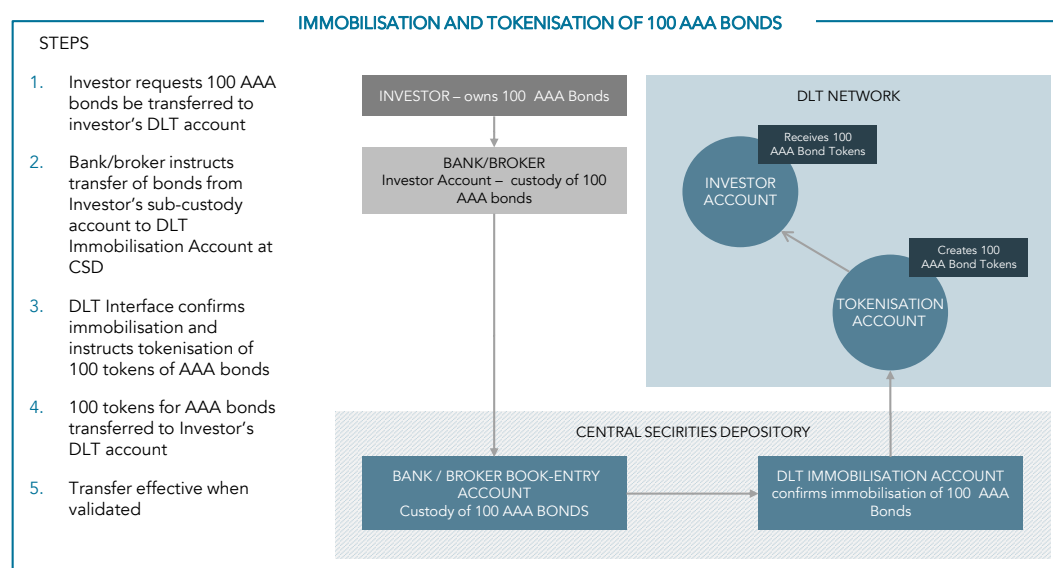 IMMOBILISATION AND TOKENISATION OF 100 AAA BONDS
STEPS
1. Investor requests 100 AAA
bonds be transferred to
investor's DLT account
2. Bank/broker instructs
transfer of bonds from
Investor's sub-custody
account to DLT
Immobilisation Account at
CSD
3. DLT Interface confirms
immobilisation and
instructs tokenisation of
100 tokens of AAA bonds
4. 100 tokens for AAA bonds
transferred to Investor's
DLT account
5. Transfer effective when
validated
INVESTOR – owns 100 AAA Bonds
BANK/BROKER
Investor Account – custody of 100
AAA bonds
DLT NETWORK
Receives 100
AAA Bond Tokens
INVESTOR
ACCOUNT
Creates 100
AAA Bond Tokens
TOKENISATION
ACCOUNT
CENTRAL SECIRITIES DEPOSITORY
BANK / BROKER BOOK-ENTRY
ACCOUNT
Custody of 100 AAA BONDS
DLT IMMOBILISATION ACCOUNT
confirms immobilisation of 100 AAA
Bonds